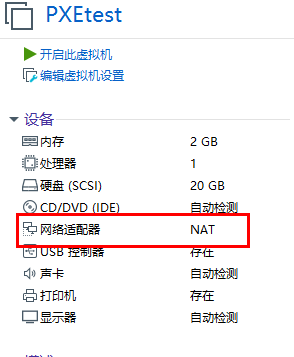 PXEtest
开启此虚拟机
编辑虚拟机设置
设备
内存 2 GB
处理器 1
硬盘 (SCSI) 20 GB
CD/DVD (IDE) 自动检测
网络适配器 NAT
USB 控制器 存在
声卡 自动检测
打印机 存在
显示器 自动检测